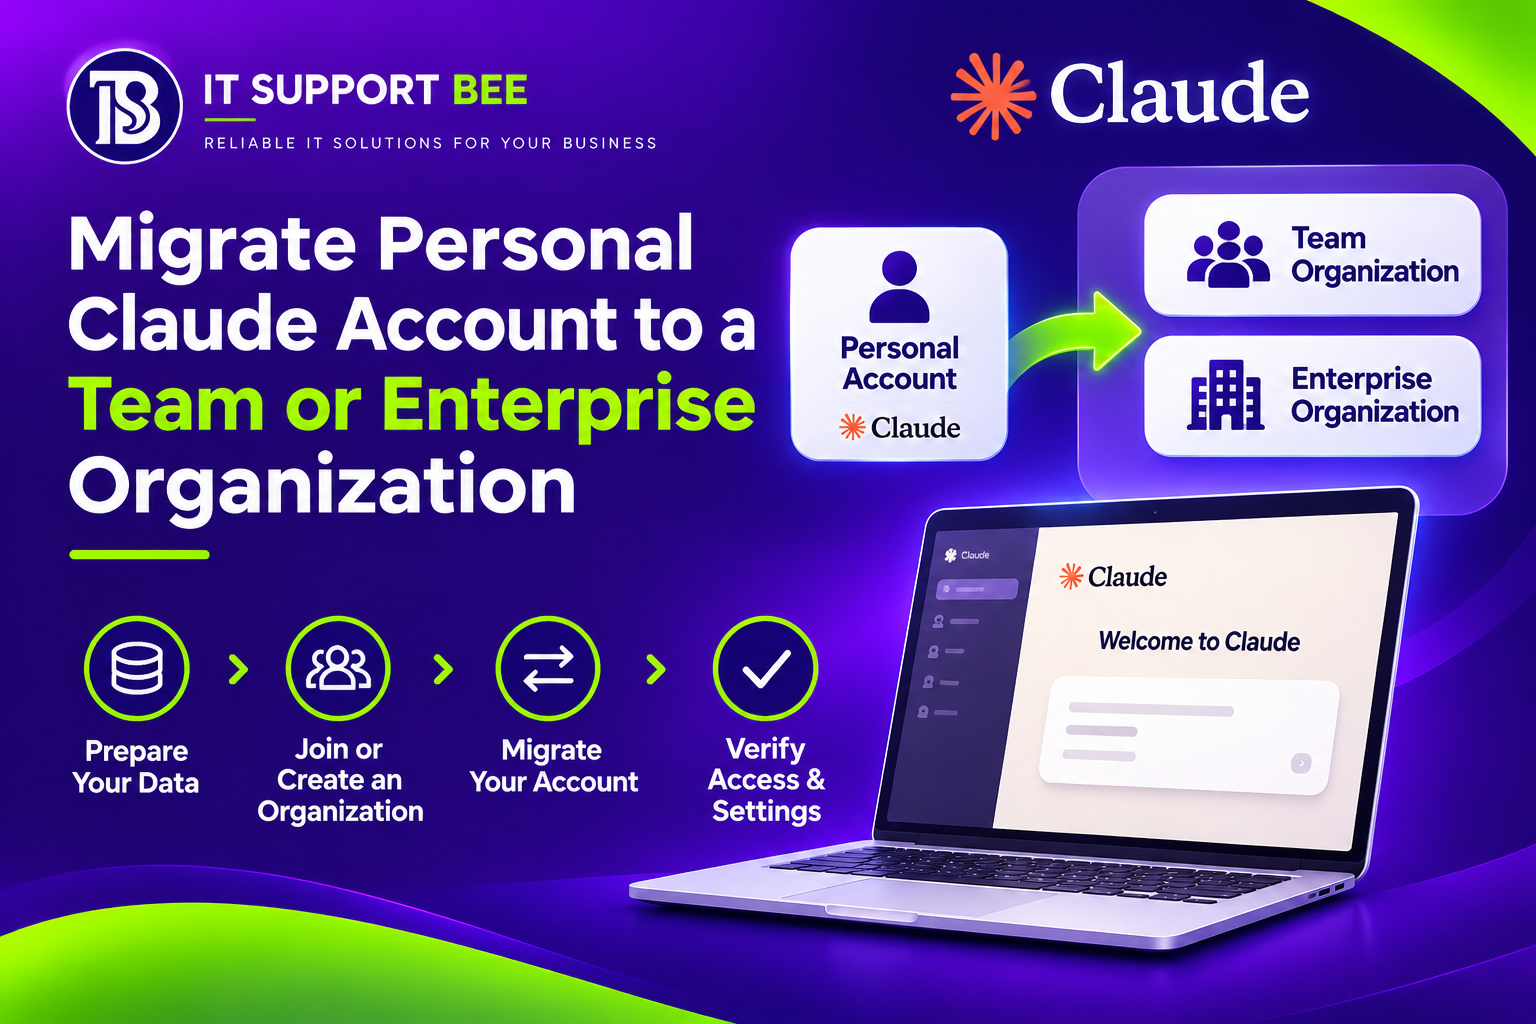 IT SUPPORT BEE
RELIABLE IT SOLUTIONS FOR YOUR BUSINESS
Claude
Migrate Personal
Claude Account to a
Team or Enterprise
Organization
Personal
Account
Claude
Team
Organization
Enterprise
Organization
Prepare
Your Data
Join or
Create an
Organization
Migrate
Your Account
Verify
Access &
Settings
Claude
Claude
Welcome to Claude